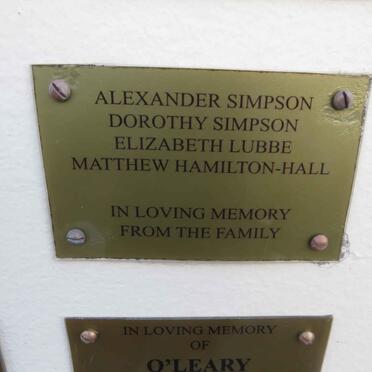 ALEXANDER SIMPSON
DOROTHY SIMPSON
ELIZABETH LUBBE
MATTHEW HAMILTON-HALL
IN LOVING MEMORY
FROM THE FAMILY
IN LOVING MEMORY
OF
O'LEARY